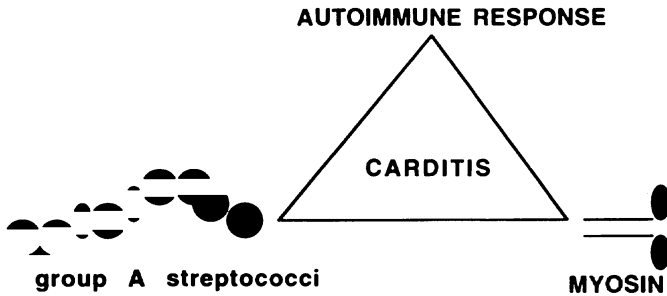 AUTOIMMUNE RESPONSE
CARDITIS
group A streptococci
MYOSIN